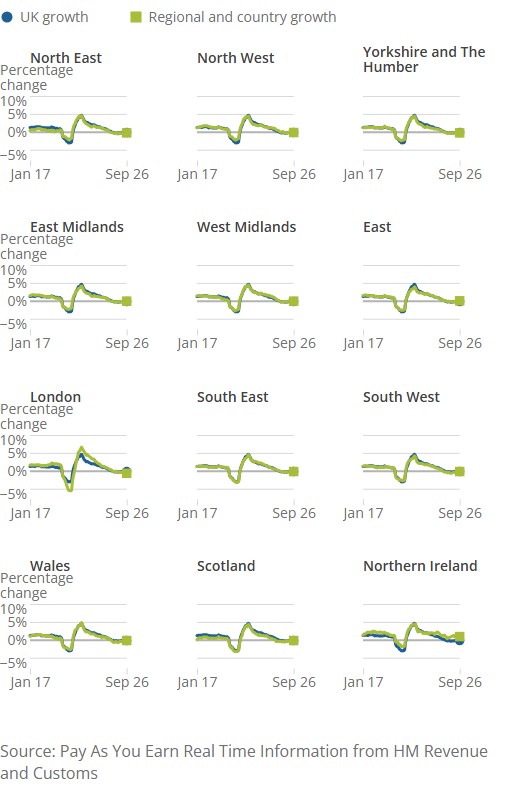 UK growth Regional and country growth
North East North West Yorkshire and The
Humber
Percentage
change
10%
5%
0%
−5%
Jan 17 Sep 26 Jan 17 Sep 26 Jan 17 Sep 26
East Midlands West Midlands East
Percentage
change
10%
5%
0%
−5%
Jan 17 Sep 26 Jan 17 Sep 26 Jan 17 Sep 26
London South East South West
Percentage
change
10%
5%
0%
−5%
Jan 17 Sep 26 Jan 17 Sep 26 Jan 17 Sep 26
Wales Scotland Northern Ireland
Percentage
change
10%
5%
0%
−5%
Jan 17 Sep 26 Jan 17 Sep 26 Jan 17 Sep 26
Source: Pay As You Earn Real Time Information from HM Revenue
and Customs